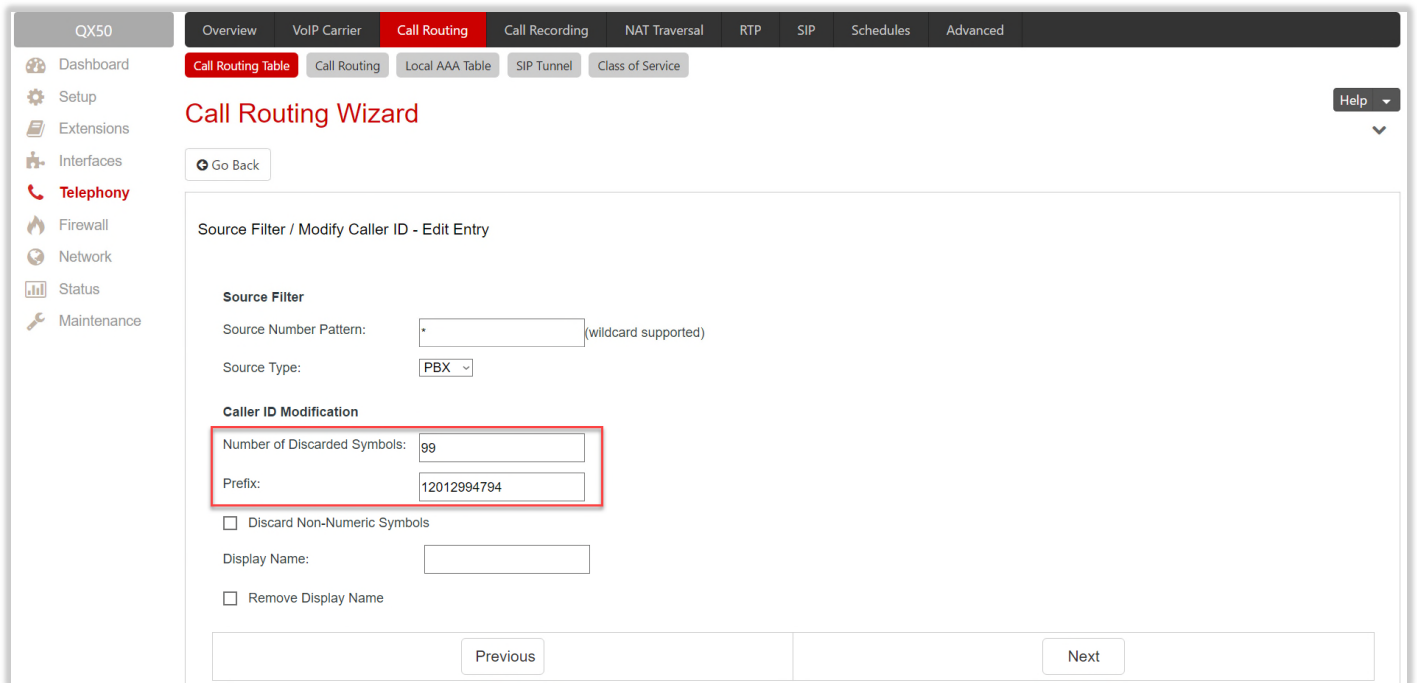 QX50
Overview VoIP Carrier Call Routing Call Recording NAT Traversal RTP SIP Schedules Advanced
Dashboard
Setup
Extensions
Interfaces
Telephony
Firewall
Network
Status
Maintenance
Call Routing Table Call Routing Local AAA Table SIP Tunnel Class of Service
Call Routing Wizard
Help
Go Back
Source Filter / Modify Caller ID - Edit Entry
Source Filter
Source Number Pattern: * (wildcard supported)
Source Type: PBX
Caller ID Modification
Number of Discarded Symbols: 99
Prefix: 12012994794
Discard Non-Numeric Symbols
Display Name:
Remove Display Name
Previous Next